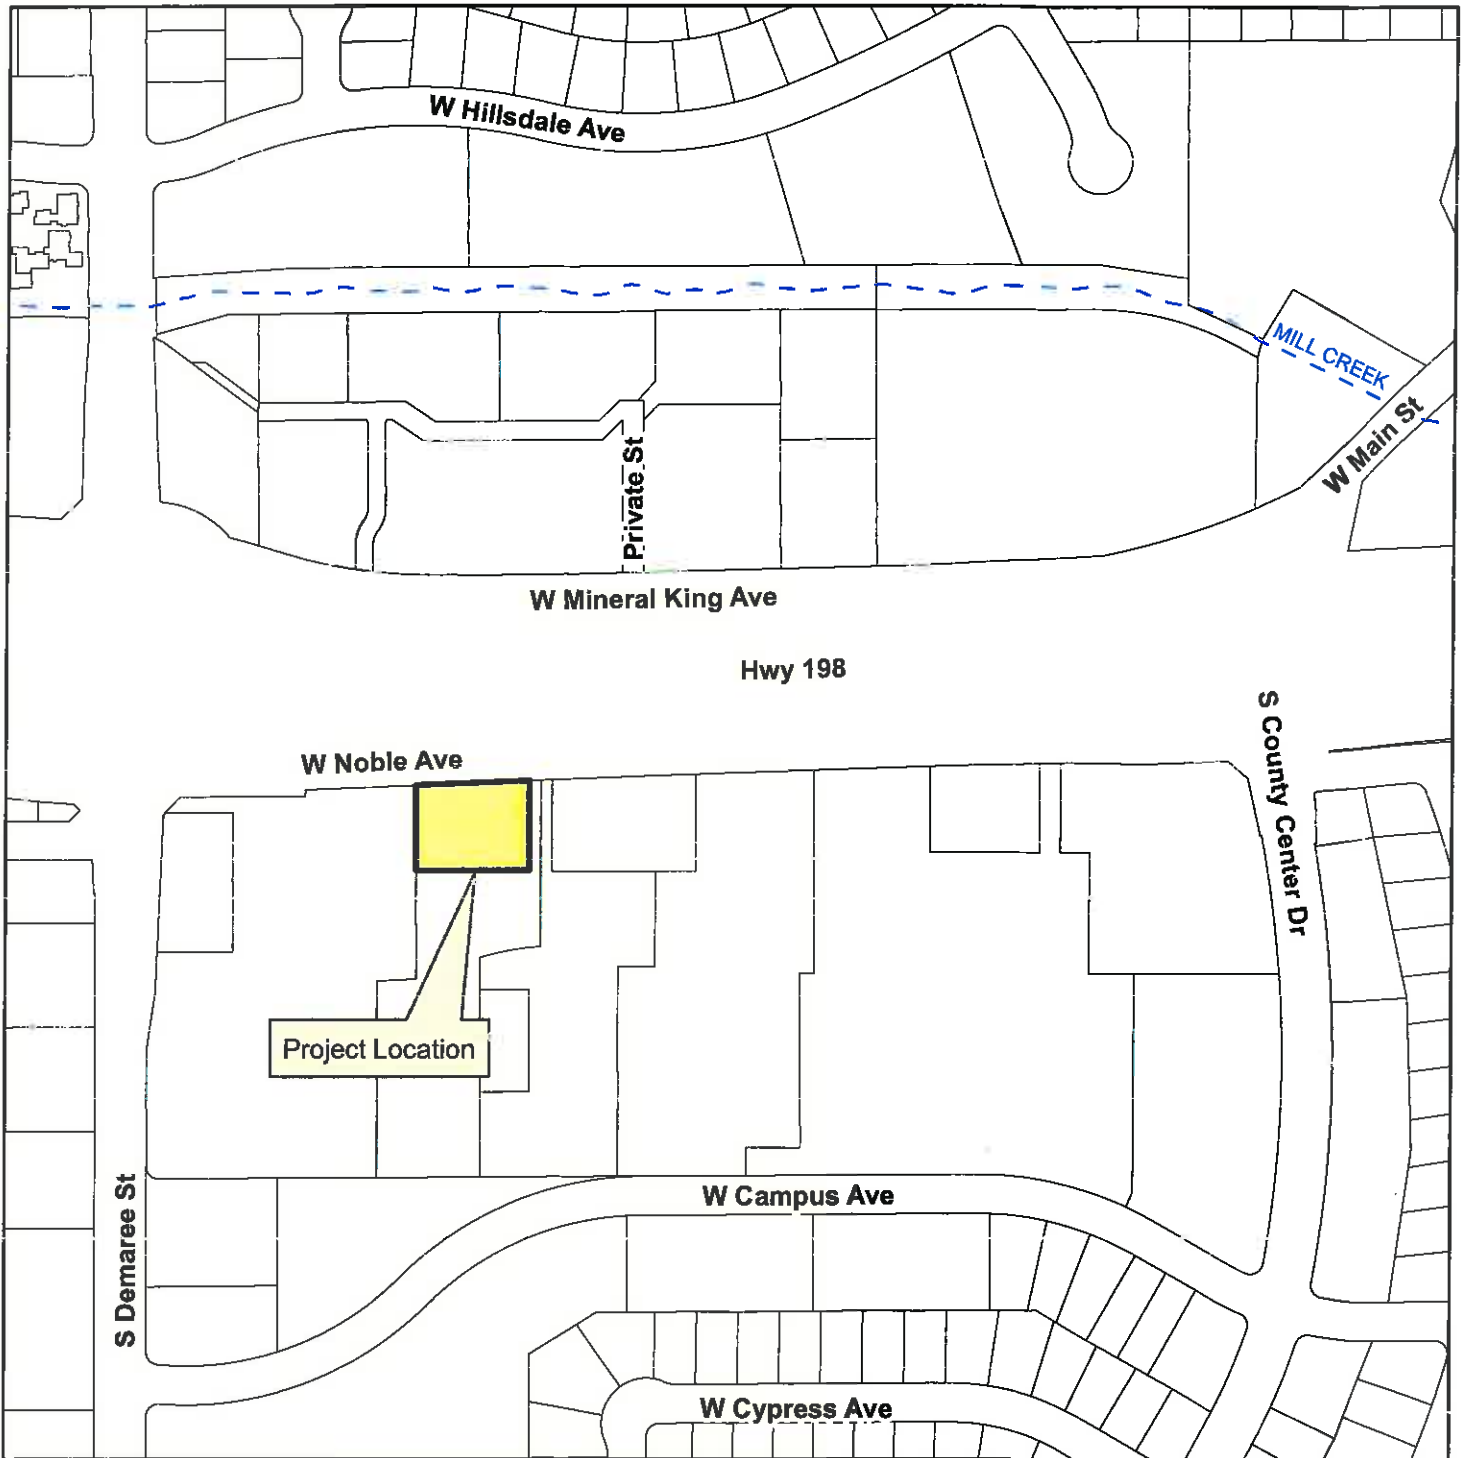 W Hillsdale Ave
MILL CREEK
W Main St
Private St
W Mineral King Ave
Hwy 198
S County Center Dr
W Noble Ave
Project Location
S Demaree St
W Campus Ave
W Cypress Ave